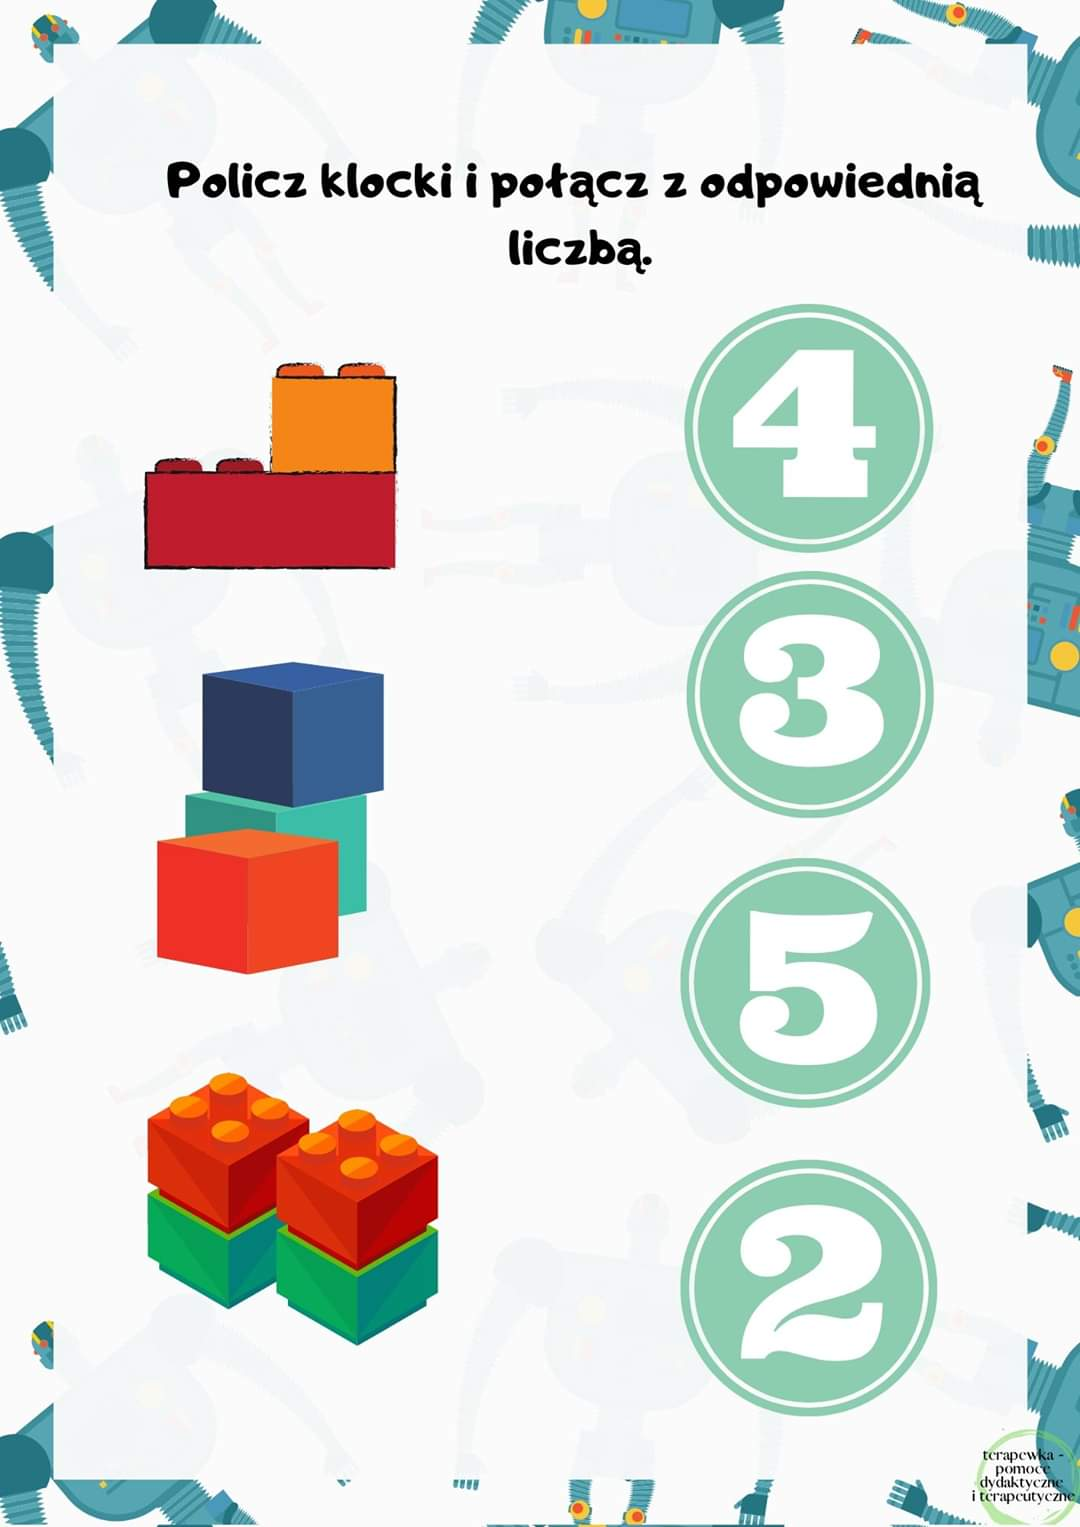 Policz klocki i połącz z odpowiednią
liczbą.
4
3
5
2
terapewka -
pomoce
dydaktyczne
i terapeutyczne